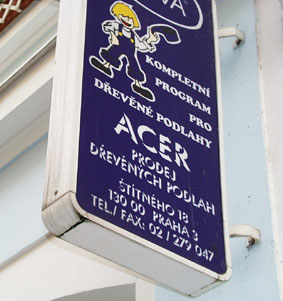 VA
KOMPLETNÍ
PROGRAM
PRO
DŘEVĚNÉ PODLAHY
ACER
PRODEJ
DŘEVĚNÝCH PODLAH
ŠTÍTNÉHO 18
130 00 PRAHA 3
TEL./ FAX: 02 / 279 047